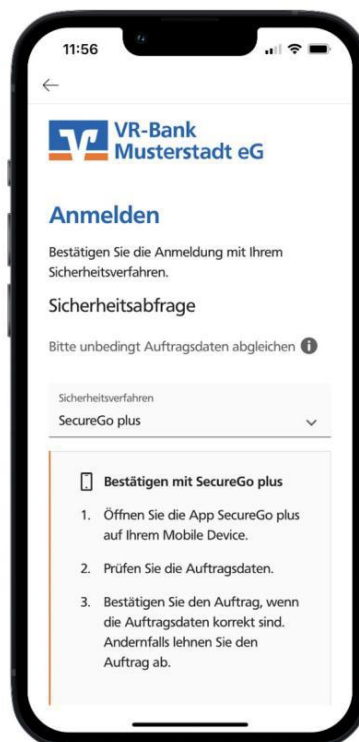 11:56
VR-Bank
Musterstadt eG
Anmelden
Bestätigen Sie die Anmeldung mit Ihrem
Sicherheitsverfahren.
Sicherheitsabfrage
Bitte unbedingt Auftragsdaten abgleichen i
Sicherheitsverfahren
SecureGo plus
Bestätigen mit SecureGo plus
1. Öffnen Sie die App SecureGo plus
auf Ihrem Mobile Device.
2. Prüfen Sie die Auftragsdaten.
3. Bestätigen Sie den Auftrag, wenn
die Auftragsdaten korrekt sind.
Andernfalls lehnen Sie den
Auftrag ab.